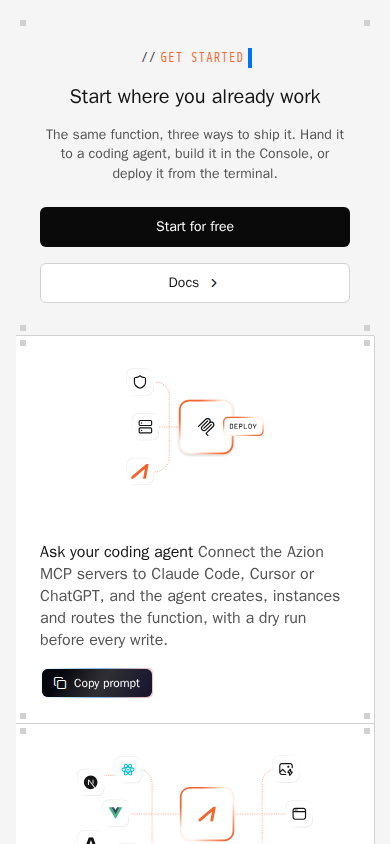 // GET STARTED
Start where you already work
The same function, three ways to ship it. Hand it
to a coding agent, build it in the Console, or
deploy it from the terminal.
Start for free
Docs
DEPLOY
Ask your coding agent Connect the Azion
MCP servers to Claude Code, Cursor or
ChatGPT, and the agent creates, instances
and routes the function, with a dry run
before every write.
Copy prompt